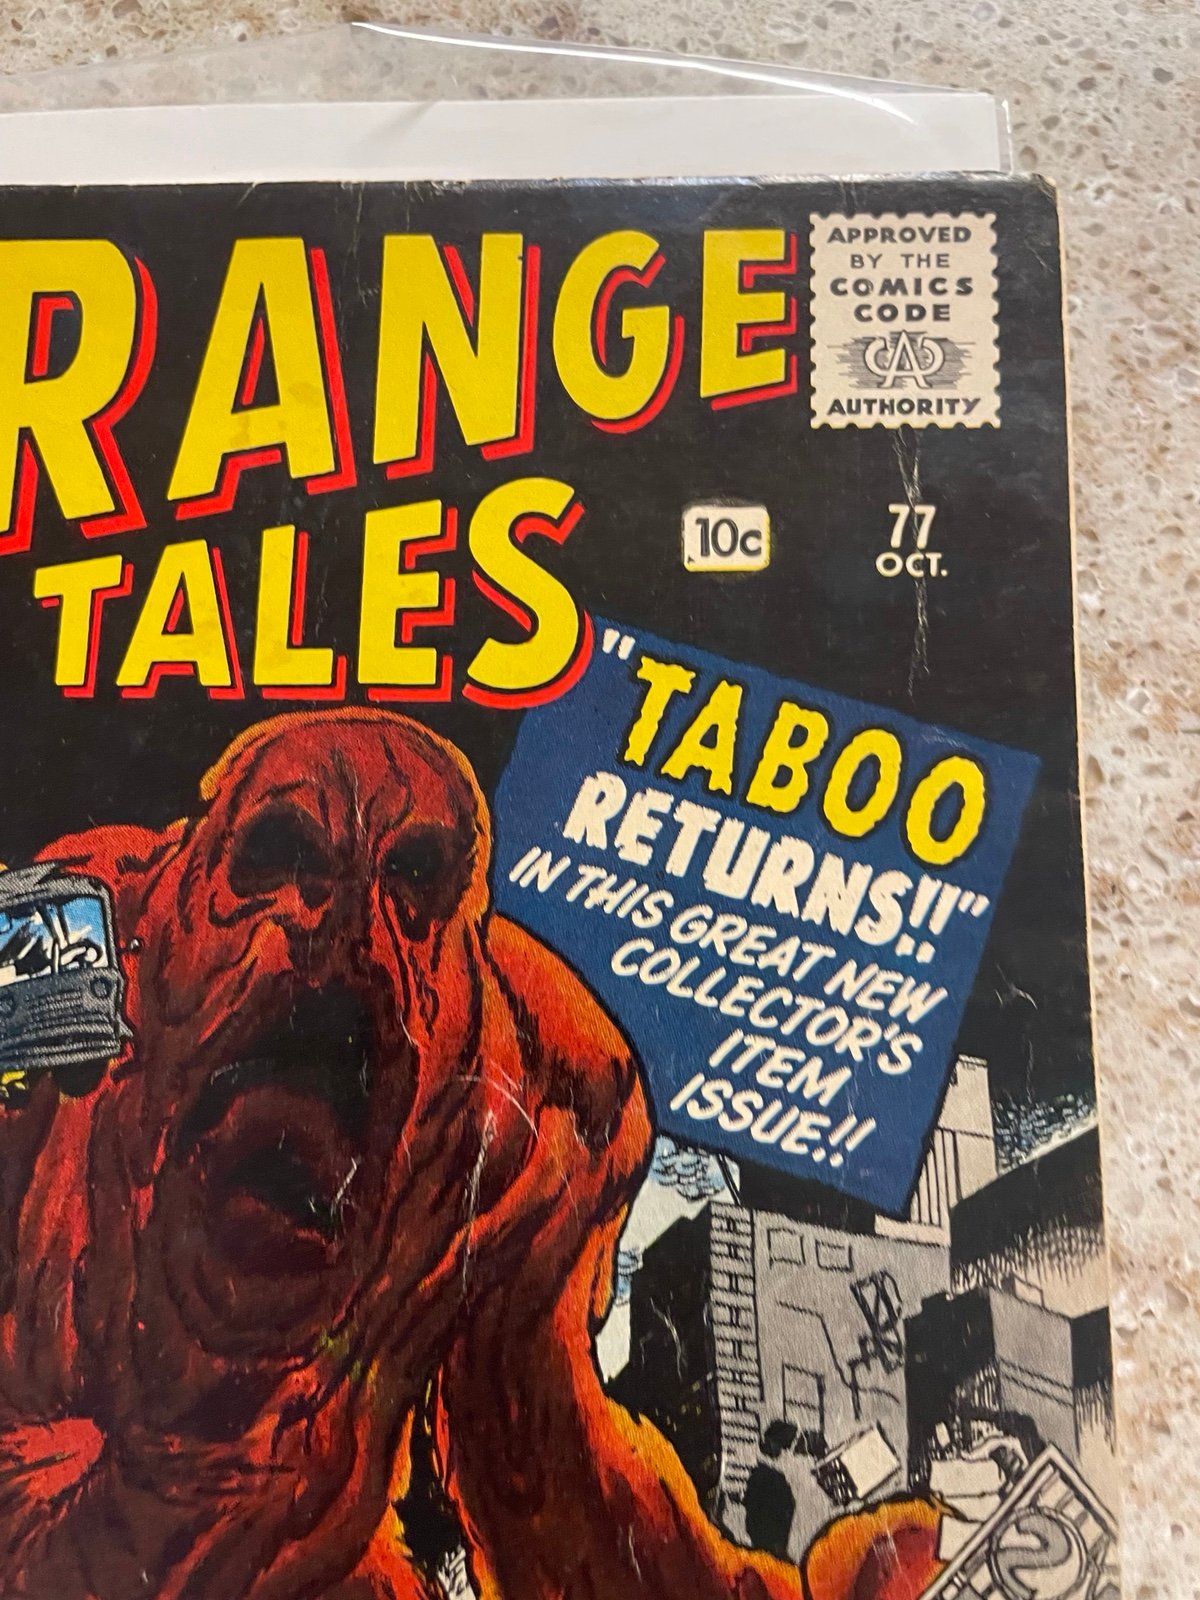 RANGE
TALES
APPROVED
BY THE
COMICS
CODE
CA
AUTHORITY
10c
77
OCT.
"TABOO
RETURNS!!"
IN THIS GREAT NEW
COLLECTOR'S
ITEM
ISSUE!!